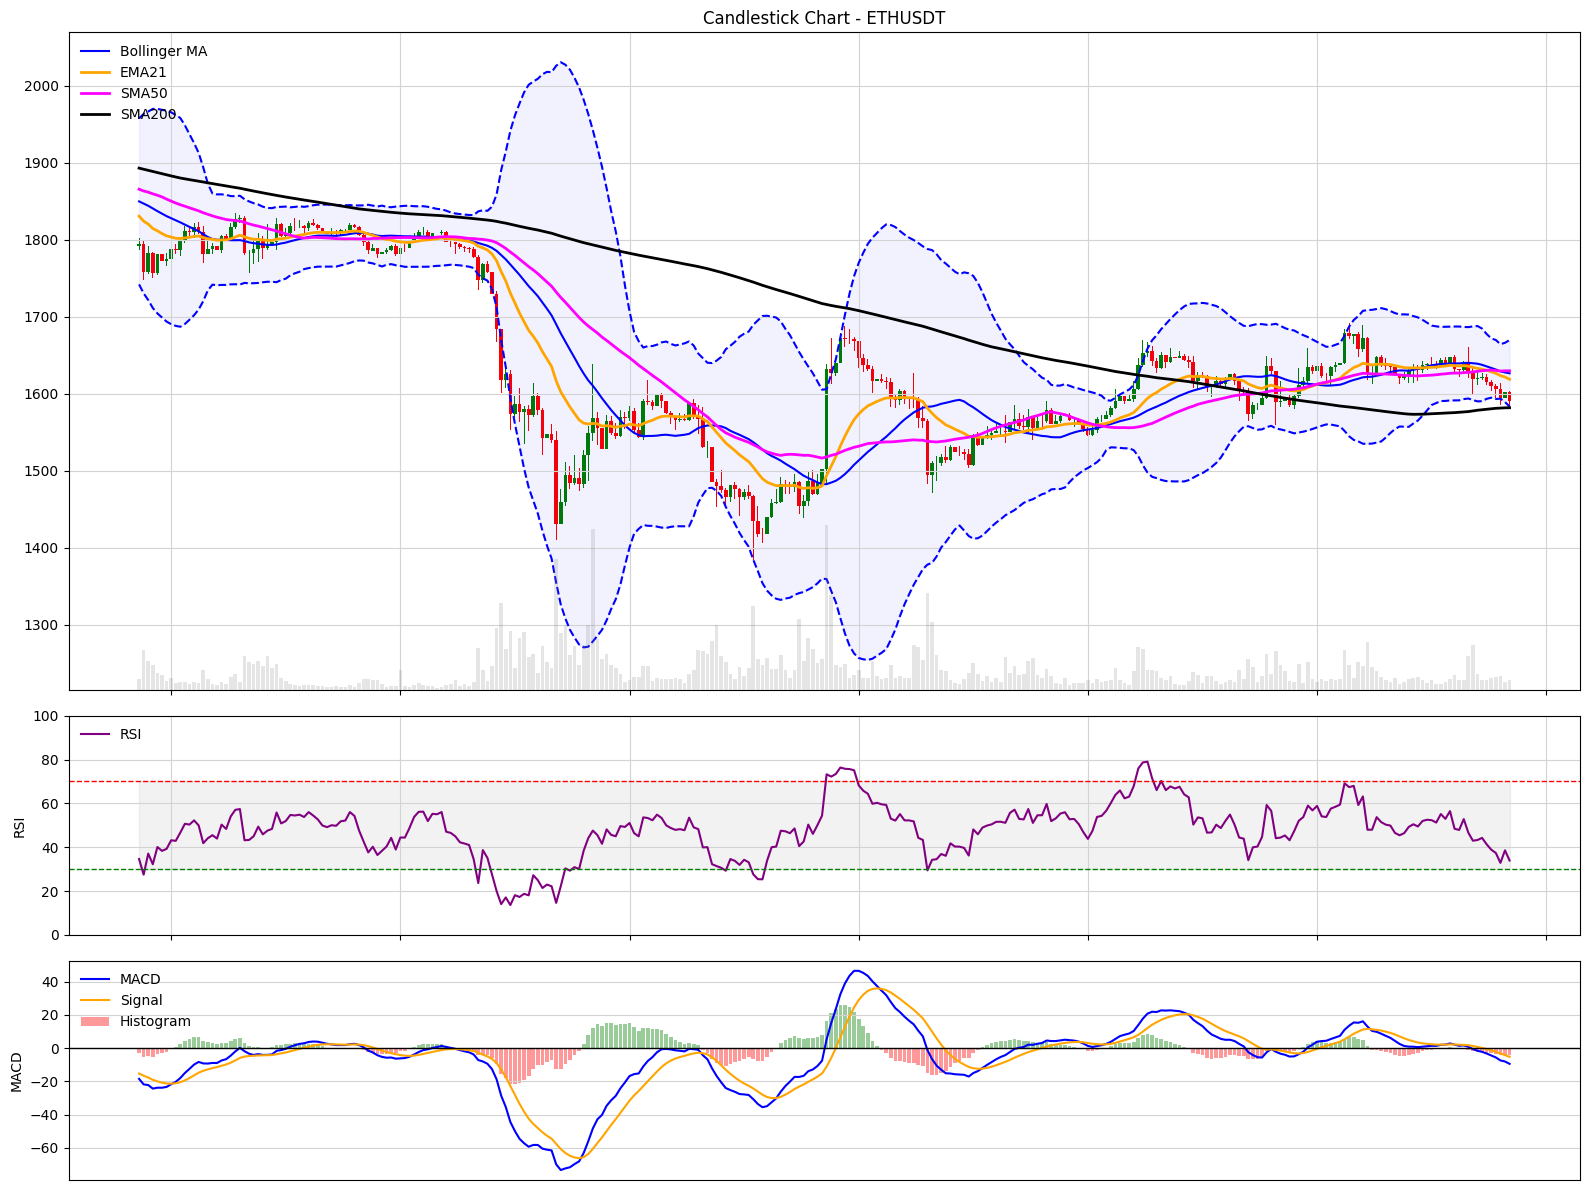 Candlestick Chart - ETHUSDT
Bollinger MA
EMA21
SMA50
SMA200
2000
1900
1800
1700
1600
1500
1400
1300
RSI
100
80
60
40
20
0
RSI
MACD
Signal
Histogram
40
20
0
−20
−40
−60
MACD